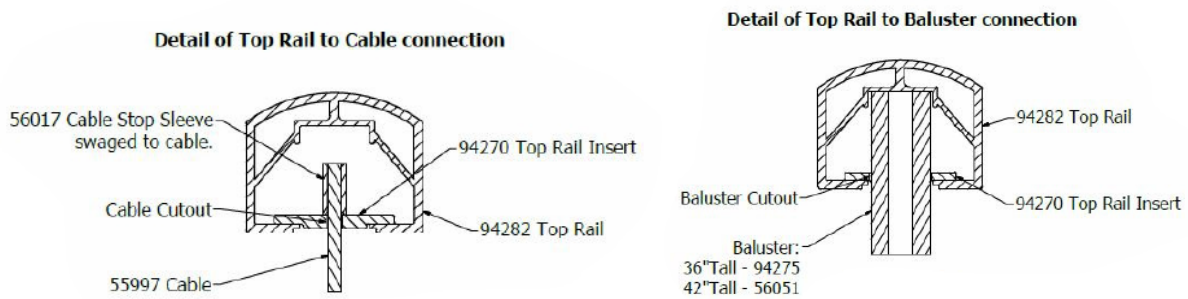 Detail of Top Rail to Cable connection
56017 Cable Stop Sleeve
swaged to cable.
94270 Top Rail Insert
Cable Cutout
94282 Top Rail
55997 Cable
Detail of Top Rail to Baluster connection
94282 Top Rail
Baluster Cutout
94270 Top Rail Insert
Baluster:
36"Tall - 94275
42"Tall - 56051